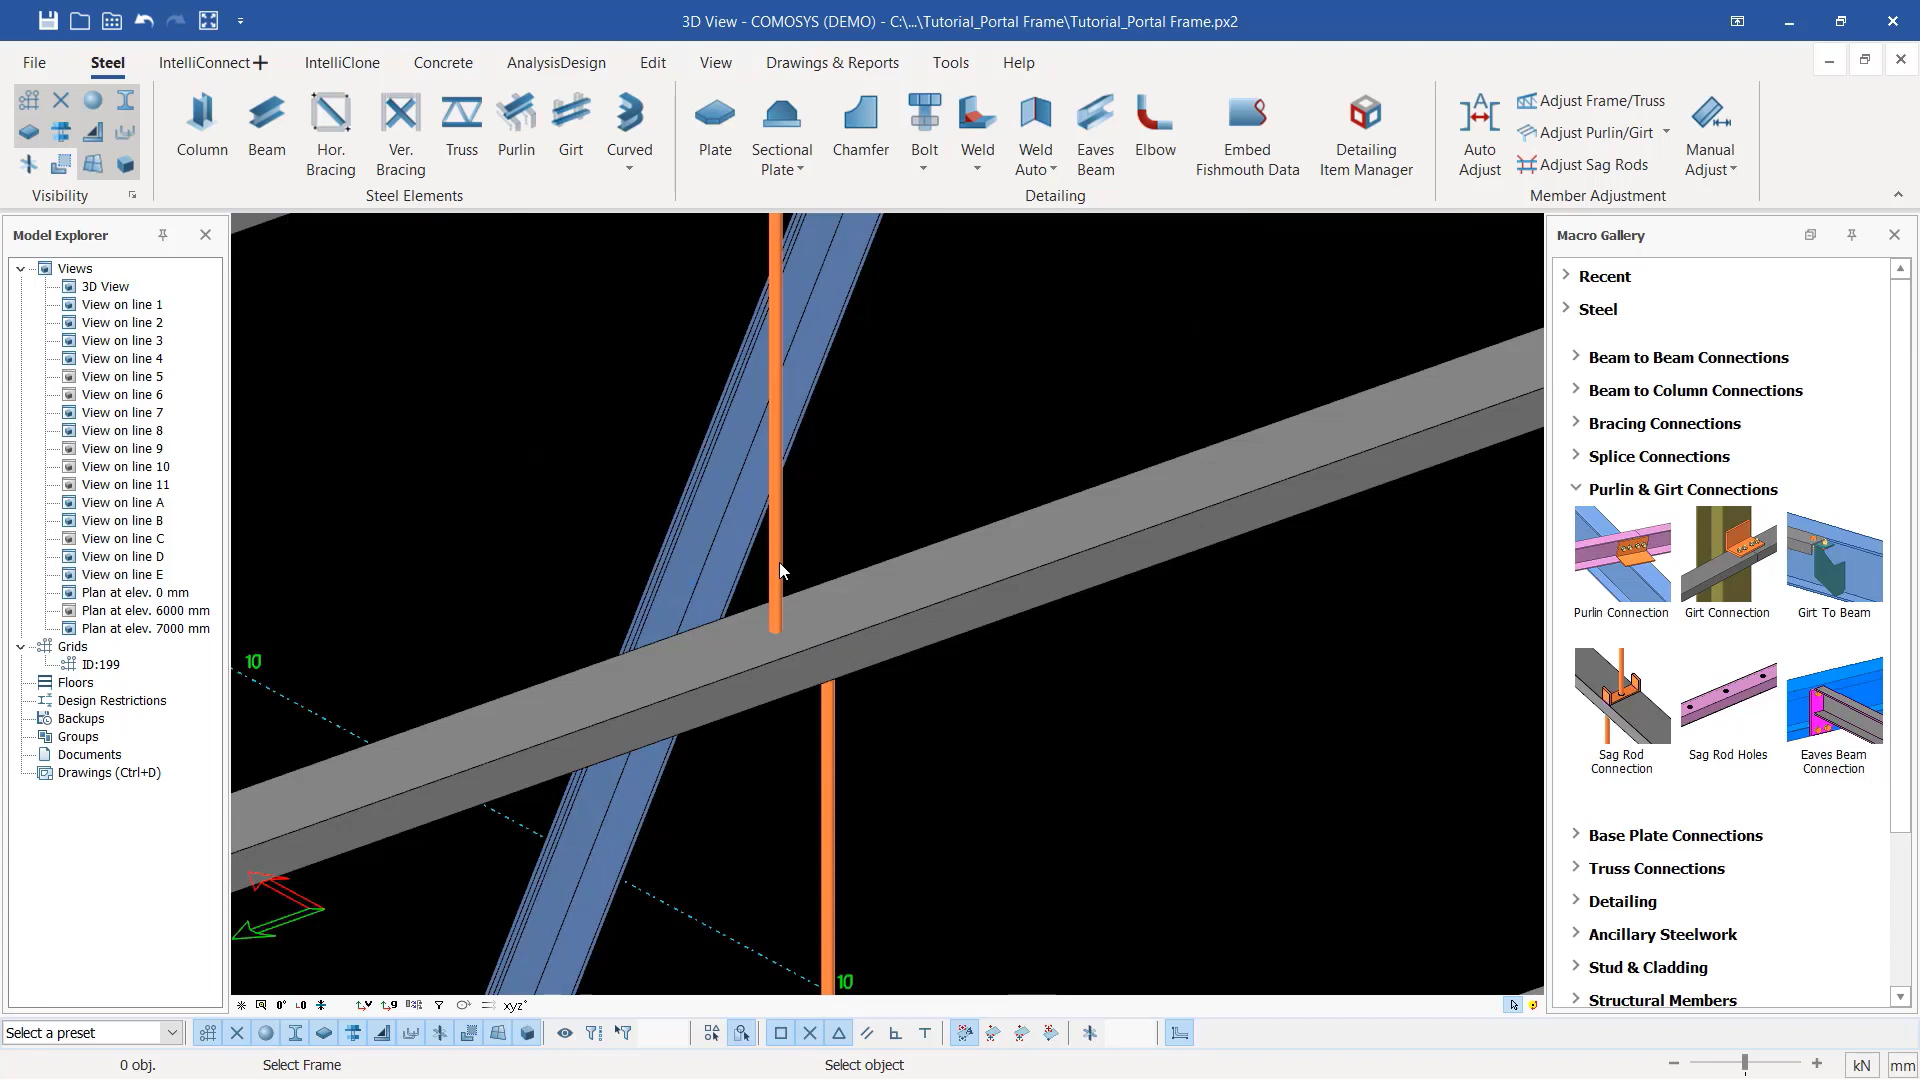 3D View - COMOSYS (DEMO) - C:\...\Tutorial_Portal Frame\Tutorial_Portal Frame.px2
File
Steel
IntelliConnect+
IntelliClone
Concrete
AnalysisDesign
Edit
View
Drawings & Reports
Tools
Help
Column
Beam
Hor.
Bracing
Ver.
Bracing
Truss
Purlin
Girt
Curved
Plate
Sectional
Plate
Chamfer
Bolt
Weld
Weld
Auto
Eaves
Beam
Elbow
Embed
Fishmouth Data
Detailing
Item Manager
Auto
Adjust
Adjust Frame/Truss
Adjust Purlin/Girt
Adjust Sag Rods
Manual
Adjust
Visibility
Steel Elements
Detailing
Member Adjustment
Model Explorer
Views
3D View
View on line 1
View on line 2
View on line 3
View on line 4
View on line 5
View on line 6
View on line 7
View on line 8
View on line 9
View on line 10
View on line 11
View on line A
View on line B
View on line C
View on line D
View on line E
Plan at elev. 0 mm
Plan at elev. 6000 mm
Plan at elev. 7000 mm
Grids
ID:199
Floors
Design Restrictions
Backups
Groups
Documents
Drawings (Ctrl+D)
10
10
Macro Gallery
Recent
Steel
Beam to Beam Connections
Beam to Column Connections
Bracing Connections
Splice Connections
Purlin & Girt Connections
Purlin Connection
Girt Connection
Girt To Beam
Sag Rod
Connection
Sag Rod Holes
Eaves Beam
Connection
Base Plate Connections
Truss Connections
Detailing
Ancillary Steelwork
Stud & Cladding
Structural Members
xyz
Select a preset
0 obj.
Select Frame
Select object
kN
mm